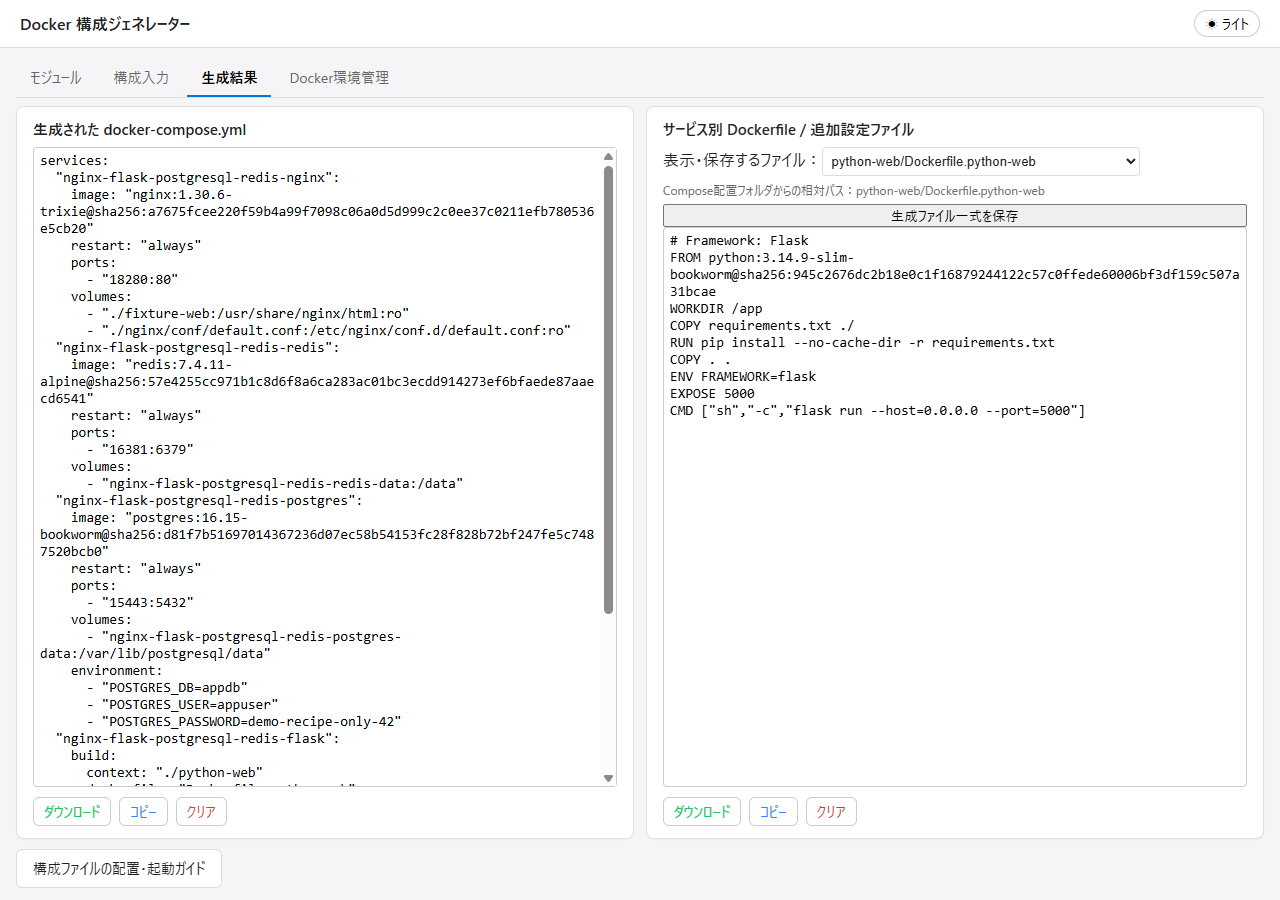 Docker 構成ジェネレーター
ライト
モジュール
構成入力
生成結果
Docker環境管理
生成された docker-compose.yml
services:
  "nginx-flask-postgresql-redis-nginx":
    image: "nginx:1.30.6-
trixie@sha256:a7675fcee220f59b4a99f7098c06a0d5d999c2c0ee37c0211efb780536
e5cb20"
    restart: "always"
    ports:
      - "18280:80"
    volumes:
      - "./fixture-web:/usr/share/nginx/html:ro"
      - "./nginx/conf/default.conf:/etc/nginx/conf.d/default.conf:ro"
  "nginx-flask-postgresql-redis-redis":
    image: "redis:7.4.11-
alpine@sha256:57e4255cc971b1c8d6f8a6ca283ac01bc3ecdd914273ef6bfaede87aae
cd6541"
    restart: "always"
    ports:
      - "16381:6379"
    volumes:
      - "nginx-flask-postgresql-redis-redis-data:/data"
  "nginx-flask-postgresql-redis-postgres":
    image: "postgres:16.15-
bookworm@sha256:d81f7b51697014367236d07ec58b54153fc28f828b72bf247fe5c748
7520bcb0"
    restart: "always"
    ports:
      - "15443:5432"
    volumes:
      - "nginx-flask-postgresql-redis-postgres-
data:/var/lib/postgresql/data"
    environment:
      - "POSTGRES_DB=appdb"
      - "POSTGRES_USER=appuser"
      - "POSTGRES_PASSWORD=demo-recipe-only-42"
  "nginx-flask-postgresql-redis-flask":
    build:
      context: "./python-web"
ダウンロード
コピー
クリア
サービス別 Dockerfile / 追加設定ファイル
表示・保存するファイル：
python-web/Dockerfile.python-web
Compose配置フォルダからの相対パス：python-web/Dockerfile.python-web
生成ファイル一式を保存
# Framework: Flask
FROM python:3.14.9-slim-
bookworm@sha256:945c2676dc2b18e0c1f16879244122c57c0ffede60006bf3df159c507a
31bcae
WORKDIR /app
COPY requirements.txt ./
RUN pip install --no-cache-dir -r requirements.txt
COPY . .
ENV FRAMEWORK=flask
EXPOSE 5000
CMD ["sh","-c","flask run --host=0.0.0.0 --port=5000"]
ダウンロード
コピー
クリア
構成ファイルの配置・起動ガイド